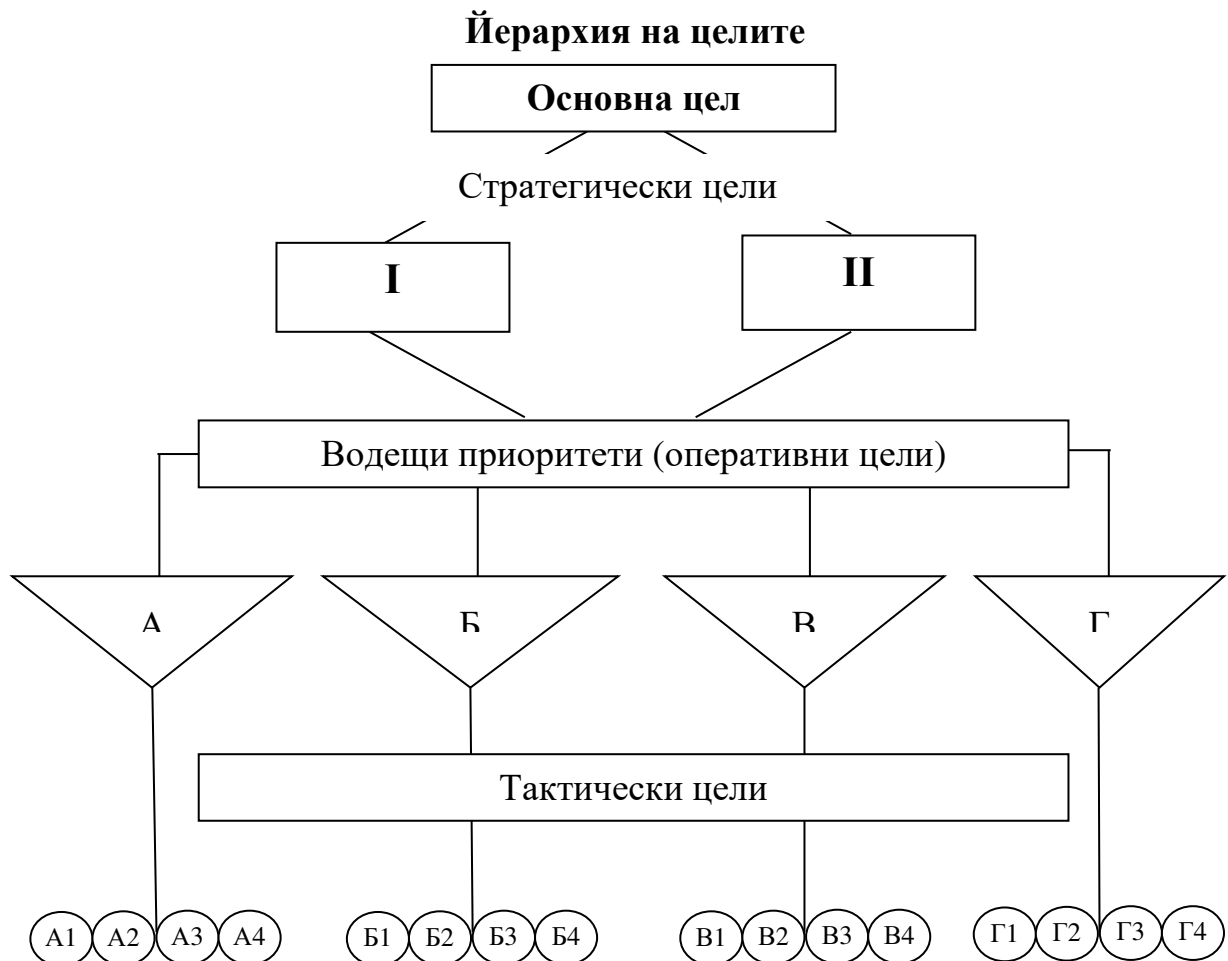 Йерархия на целите
Основна цел
Стратегически цели
I
II
Водещи приоритети (оперативни цели)
А
Б
В
Г
Тактически цели
А1 А2 А3 А4
Б1 Б2 Б3 Б4
В1 В2 В3 В4
Г1 Г2 Г3 Г4